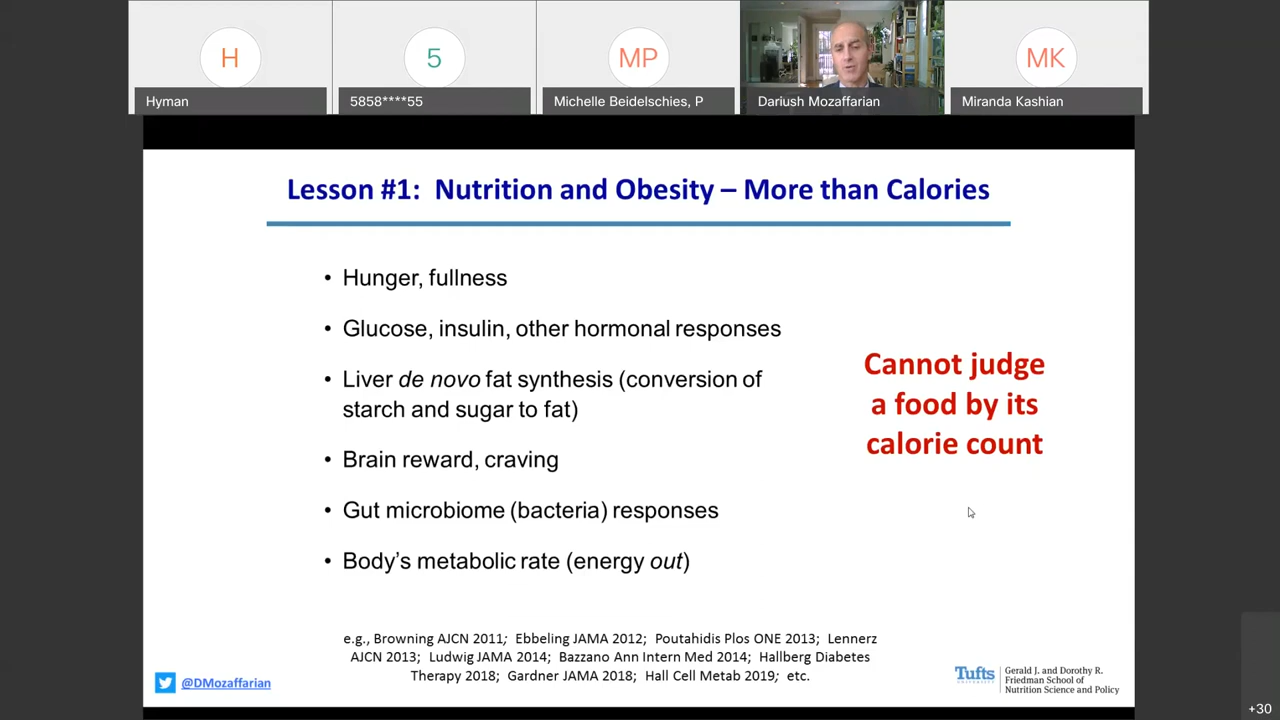 H
5
MP
MK
Hyman
5858****55
Michelle Beidelschies, P
Dariush Mozaffarian
Miranda Kashian
Lesson #1: Nutrition and Obesity – More than Calories
• Hunger, fullness
• Glucose, insulin, other hormonal responses
• Liver de novo fat synthesis (conversion of
starch and sugar to fat)
• Brain reward, craving
• Gut microbiome (bacteria) responses
• Body's metabolic rate (energy out)
Cannot judge
a food by its
calorie count
e.g., Browning AJCN 2011; Ebbeling JAMA 2012; Poutahidis Plos ONE 2013; Lennerz
AJCN 2013; Ludwig JAMA 2014; Bazzano Ann Intern Med 2014; Hallberg Diabetes
Therapy 2018; Gardner JAMA 2018; Hall Cell Metab 2019; etc.
@DMozaffarian
Tufts
UNIVERSITY
Gerald J. and Dorothy R.
Friedman School of
Nutrition Science and Policy
+30